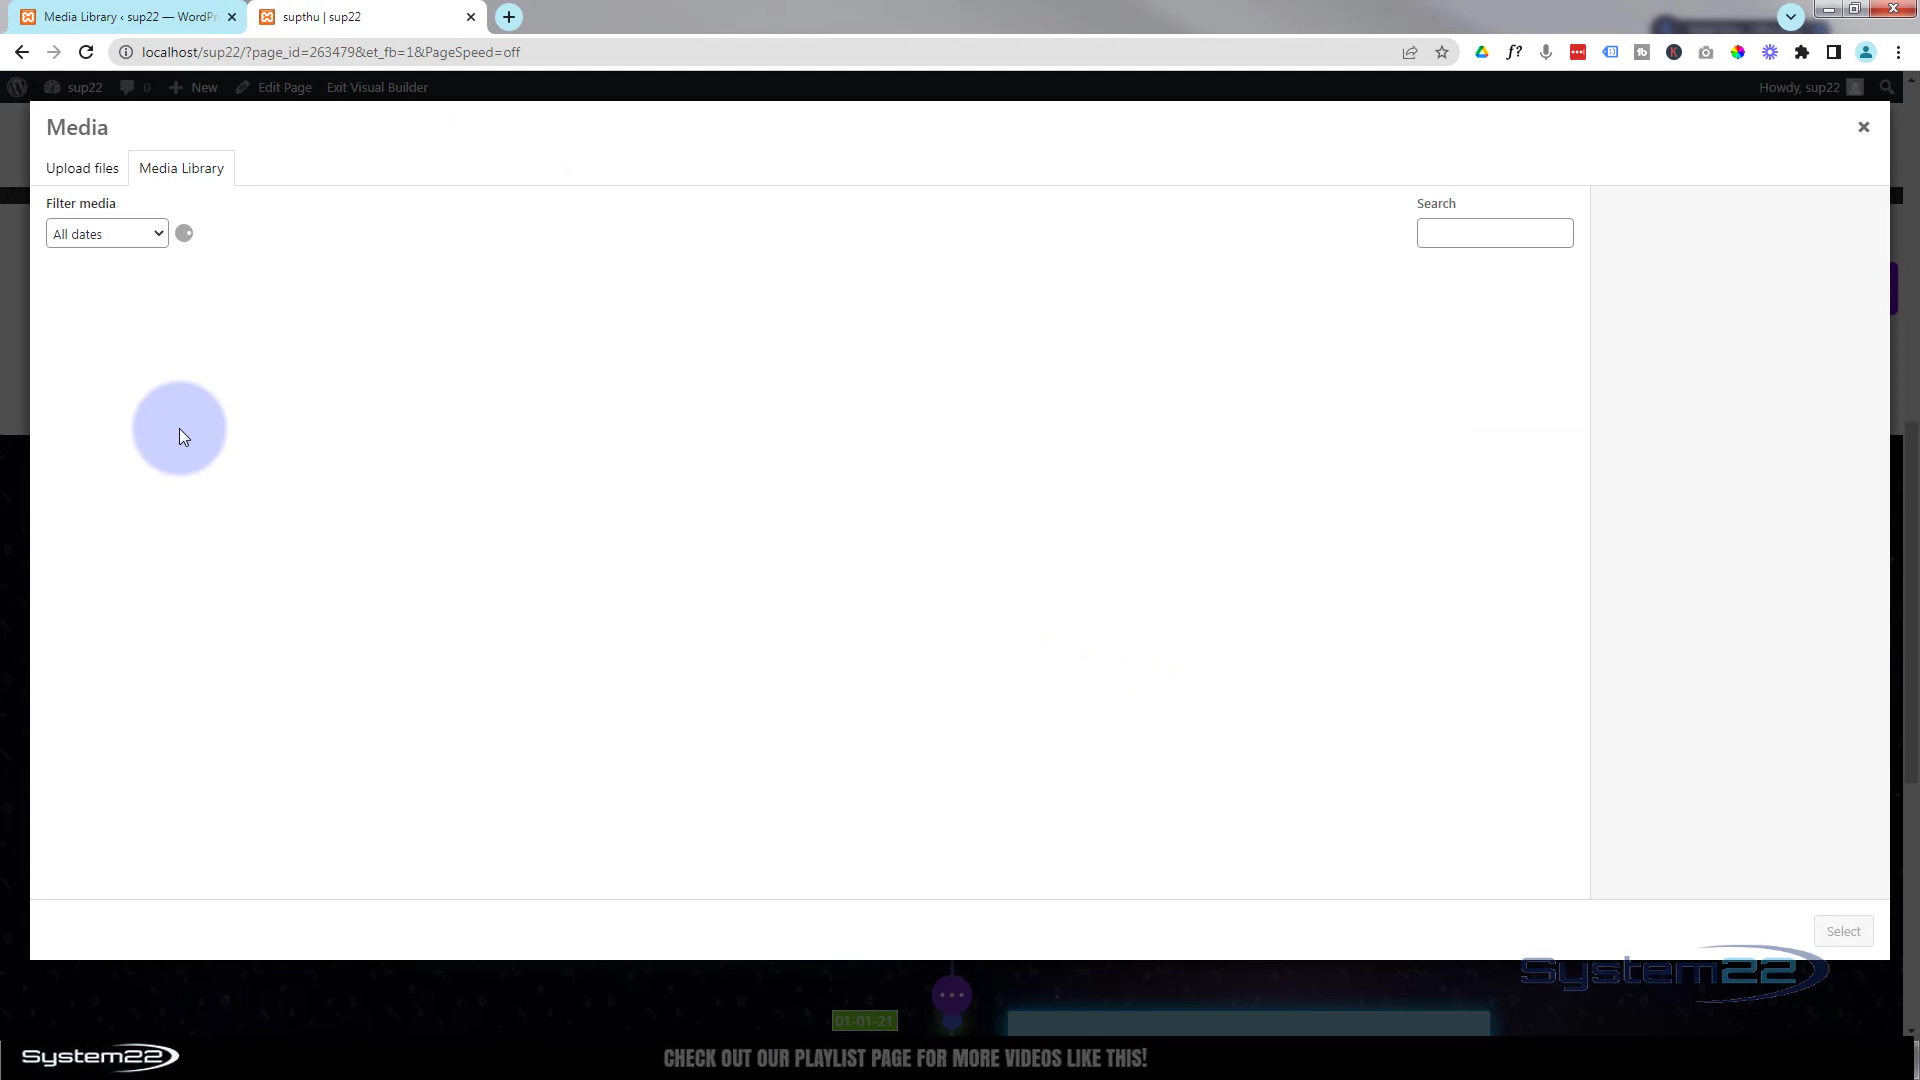 Media Library ‹ sup22 — WordPr
supthu | sup22
localhost/sup22/?page_id=263479&et_fb=1&PageSpeed=off
sup22
0
New
Edit Page
Exit Visual Builder
Howdy, sup22
Media
Upload files
Media Library
Filter media
Search
All dates
Select
System22
01-01-21
System22
CHECK OUT OUR PLAYLIST PAGE FOR MORE VIDEOS LIKE THIS!